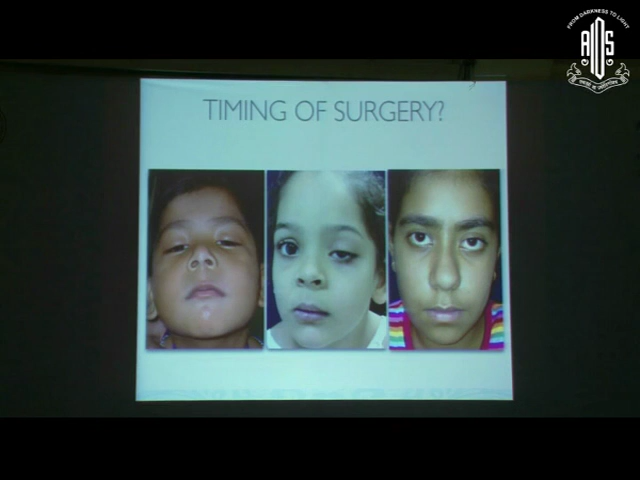 FROM DARKNESS TO LIGHT
AIOS
TIMING OF SURGERY?